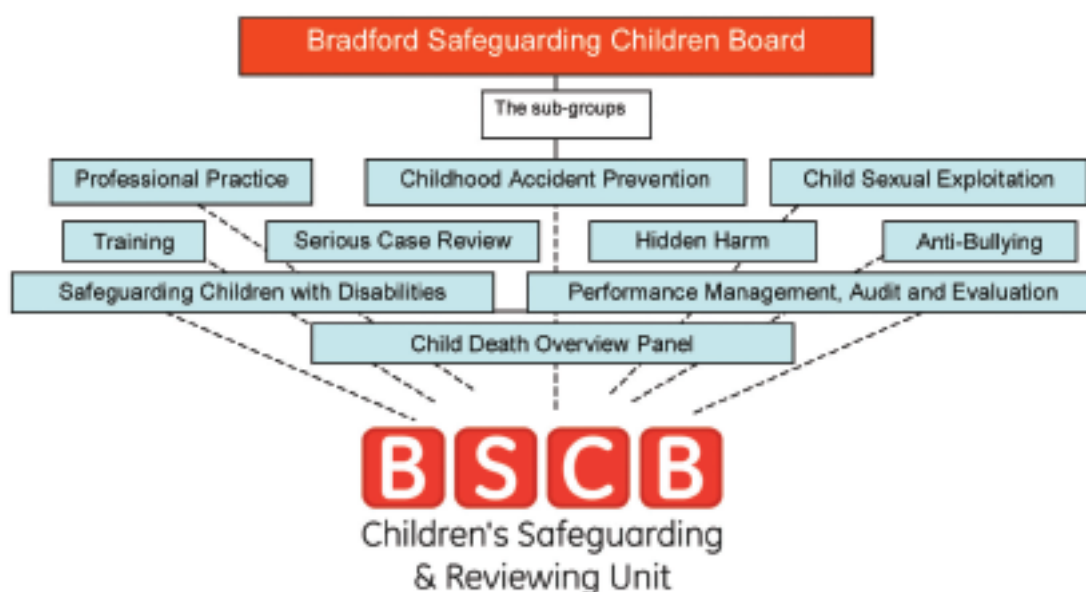 Bradford Safeguarding Children Board
The sub-groups
Professional Practice
Childhood Accident Prevention
Child Sexual Exploitation
Training
Serious Case Review
Hidden Harm
Anti-Bullying
Safeguarding Children with Disabilities
Performance Management, Audit and Evaluation
Child Death Overview Panel
BSCB
Children's Safeguarding
& Reviewing Unit